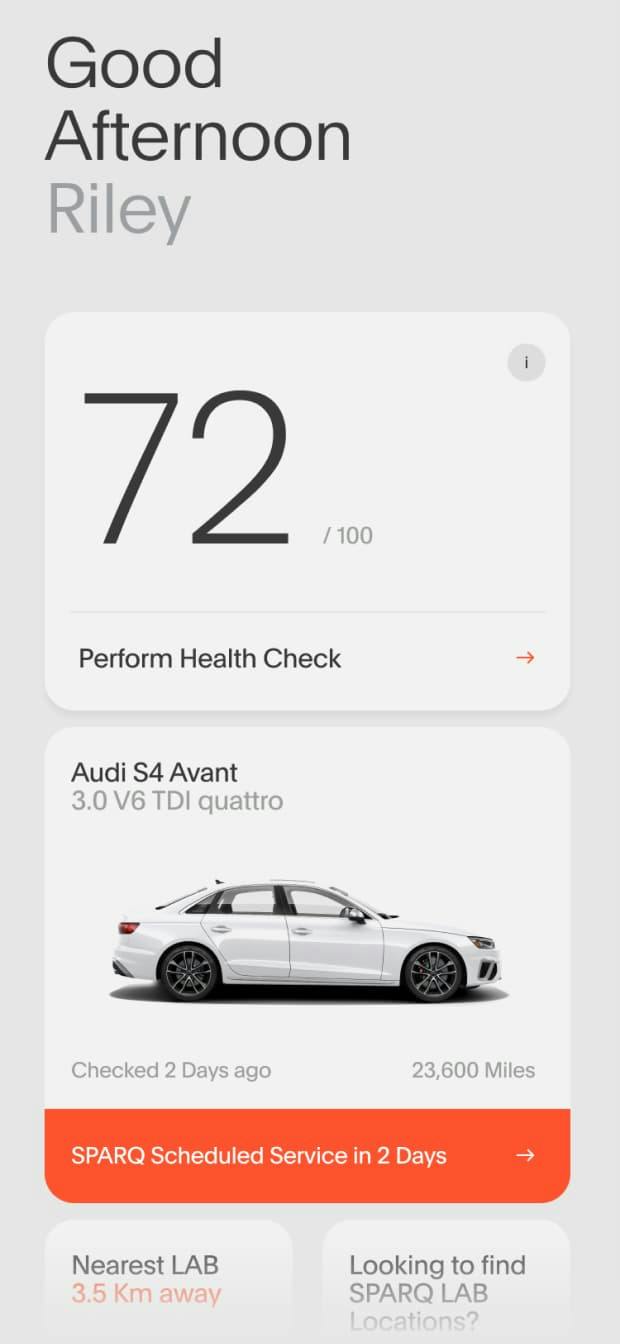 Good
Afternoon
Riley
i
72 / 100
Perform Health Check →
Audi S4 Avant
3.0 V6 TDI quattro
Checked 2 Days ago 23,600 Miles
SPARQ Scheduled Service in 2 Days →
Nearest LAB
3.5 Km away
Looking to find
SPARQ LAB
Locations?